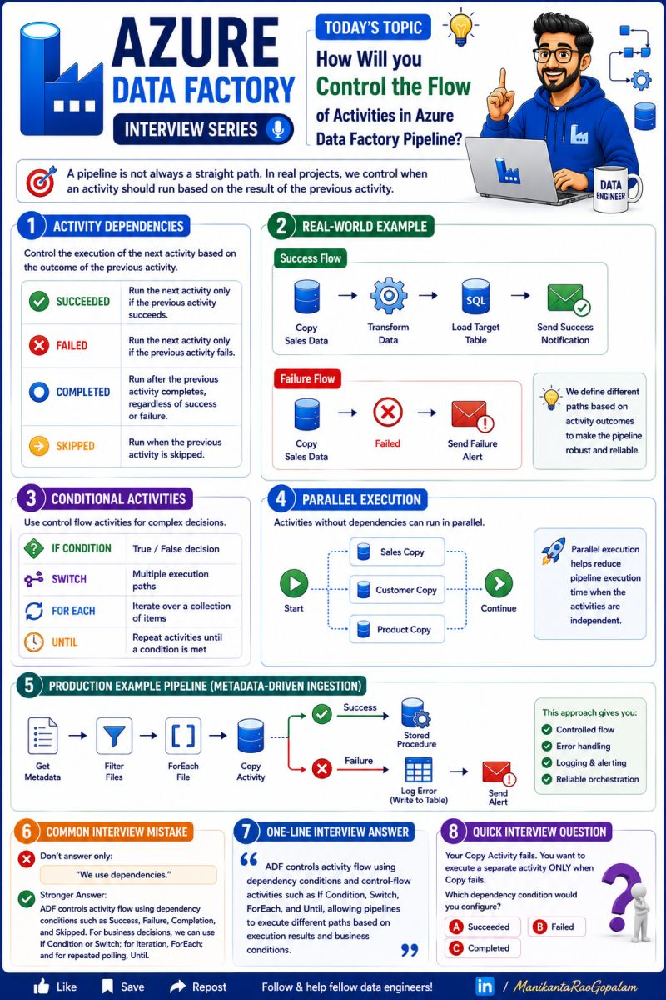 AZURE
DATA FACTORY
INTERVIEW SERIES
TODAY'S TOPIC
How Will you
Control the Flow
of Activities in Azure
Data Factory Pipeline?
DATA
ENGINEER
A pipeline is not always a straight path. In real projects, we control when
an activity should run based on the result of the previous activity.
1 ACTIVITY DEPENDENCIES
Control the execution of the next activity based on
the outcome of the previous activity.
SUCCEEDED
Run the next activity only
if the previous activity
succeeds.
FAILED
Run the next activity only
if the previous activity fails.
COMPLETED
Run after the previous
activity completes,
regardless of success
or failure.
SKIPPED
Run when the previous
activity is skipped.
2 REAL-WORLD EXAMPLE
Success Flow
SQL
Copy
Sales Data
Transform
Data
Load Target
Table
Send Success
Notification
Failure Flow
Copy
Sales Data
Failed
Send Failure
Alert
We define different
paths based on
activity outcomes
to make the pipeline
robust and reliable.
3 CONDITIONAL ACTIVITIES
Use control flow activities for complex decisions.
IF CONDITION
True / False decision
SWITCH
Multiple execution
paths
FOR EACH
Iterate over a collection
of items
UNTIL
Repeat activities until
a condition is met
4 PARALLEL EXECUTION
Activities without dependencies can run in parallel.
Start
Sales Copy
Customer Copy
Product Copy
Continue
Parallel execution
helps reduce
pipeline execution
time when the
activities are
independent.
5 PRODUCTION EXAMPLE PIPELINE (METADATA-DRIVEN INGESTION)
Get
Metadata
Filter
Files
ForEach
File
Copy
Activity
Success
Stored
Procedure
Failure
Log Error
(Write to Table)
Send
Alert
This approach gives you:
Controlled flow
Error handling
Logging & alerting
Reliable orchestration
6 COMMON INTERVIEW MISTAKE
Don't answer only:
"We use dependencies."
Stronger Answer:
ADF controls activity flow using dependency
conditions such as Success, Failure, Completion,
and Skipped. For business decisions, we can use
If Condition or Switch; for iteration, ForEach;
and for repeated polling, Until.
7 ONE-LINE INTERVIEW ANSWER
“ ADF controls activity flow using
dependency conditions and control-flow
activities such as If Condition, Switch,
ForEach, and Until, allowing pipelines
to execute different paths based on
execution results and business
conditions. ”
8 QUICK INTERVIEW QUESTION
Your Copy Activity fails. You want to
execute a separate activity ONLY when
Copy fails.
Which dependency condition would
you configure?
A Succeeded
B Failed
C Completed
?
Like
Save
Repost
Follow & help fellow data engineers!
in / ManikantaRaoGopalam